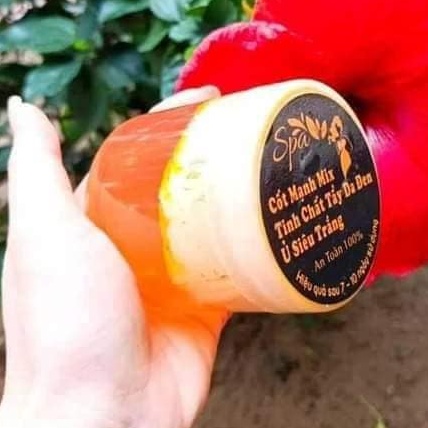 Spa
Cốt Mạnh Mix
Tinh Chất Tẩy Da Đen
Ủ Siêu Trắng
An Toàn 100%
Hiệu quả sau 7 - 10 ngày sử dụng